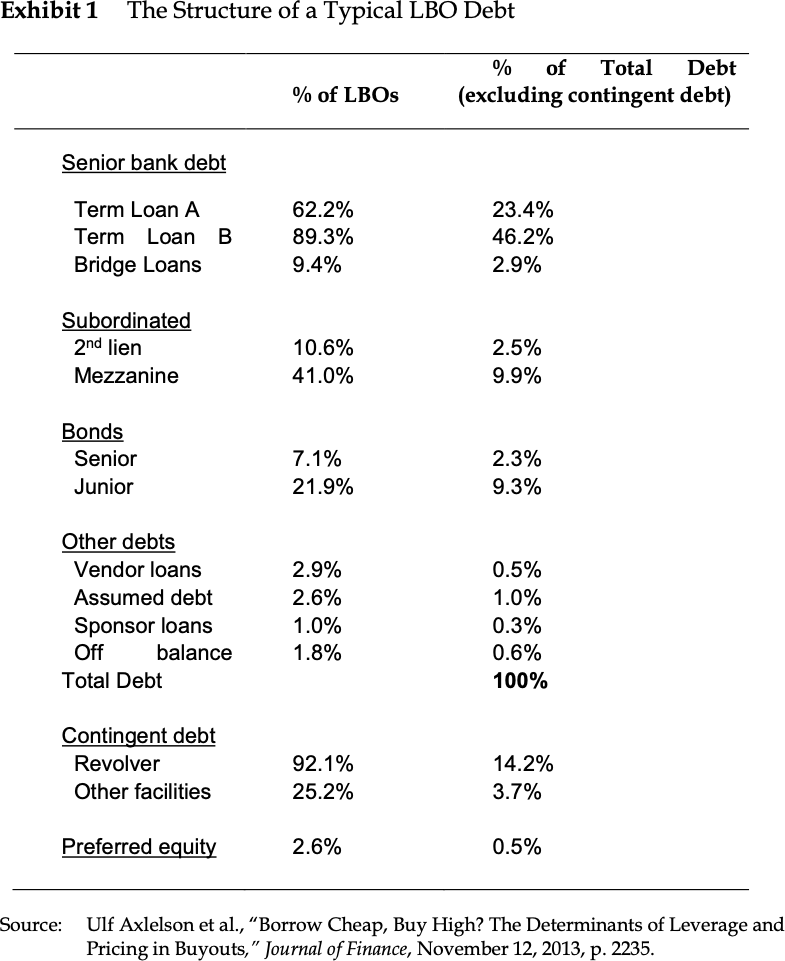 Exhibit 1 The Structure of a Typical LBO Debt
% of LBOs % of Total Debt
(excluding contingent debt)
Senior bank debt
Term Loan A 62.2% 23.4%
Term Loan B 89.3% 46.2%
Bridge Loans 9.4% 2.9%
Subordinated
2nd lien 10.6% 2.5%
Mezzanine 41.0% 9.9%
Bonds
Senior 7.1% 2.3%
Junior 21.9% 9.3%
Other debts
Vendor loans 2.9% 0.5%
Assumed debt 2.6% 1.0%
Sponsor loans 1.0% 0.3%
Off balance 1.8% 0.6%
Total Debt 100%
Contingent debt
Revolver 92.1% 14.2%
Other facilities 25.2% 3.7%
Preferred equity 2.6% 0.5%
Source: Ulf Axlelson et al., “Borrow Cheap, Buy High? The Determinants of Leverage and
Pricing in Buyouts,” Journal of Finance, November 12, 2013, p. 2235.